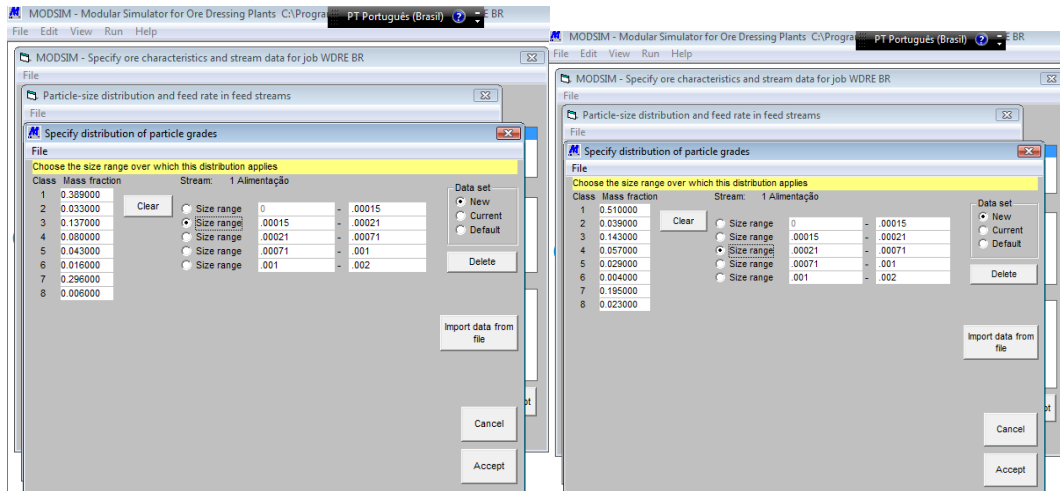 MODSIM - Modular Simulator for Ore Dressing Plants C:\Progra
PT Português (Brasil)
E BR
File Edit View Run Help
MODSIM - Specify ore characteristics and stream data for job WDRE BR
File
Particle-size distribution and feed rate in feed streams
File
Specify distribution of particle grades
File
Choose the size range over which this distribution applies
Class Mass fraction Stream: 1 Alimentação
Data set
1 0.389000
New
2 0.033000 Clear Size range 0 - .00015
Current
3 0.137000 Size range .00015 - .00021
Default
4 0.080000 Size range .00021 - .00071
5 0.043000 Size range .00071 - .001
6 0.016000 Size range .001 - .002
Delete
7 0.296000
8 0.006000
Import data from
file
pt
Cancel
Accept
MODSIM - Modular Simulator for Ore Dressing Plants C:\Progra
PT Português (Brasil)
E BR
File Edit View Run Help
MODSIM - Specify ore characteristics and stream data for job WDRE BR
File
Particle-size distribution and feed rate in feed streams
File
Specify distribution of particle grades
File
Choose the size range over which this distribution applies
Class Mass fraction Stream: 1 Alimentação
Data set
1 0.510000
New
2 0.039000 Clear Size range 0 - .00015
Current
3 0.143000 Size range .00015 - .00021
Default
4 0.057000 Size range .00021 - .00071
5 0.029000 Size range .00071 - .001
6 0.004000 Size range .001 - .002
Delete
7 0.195000
8 0.023000
Import data from
file
pt
Cancel
Accept